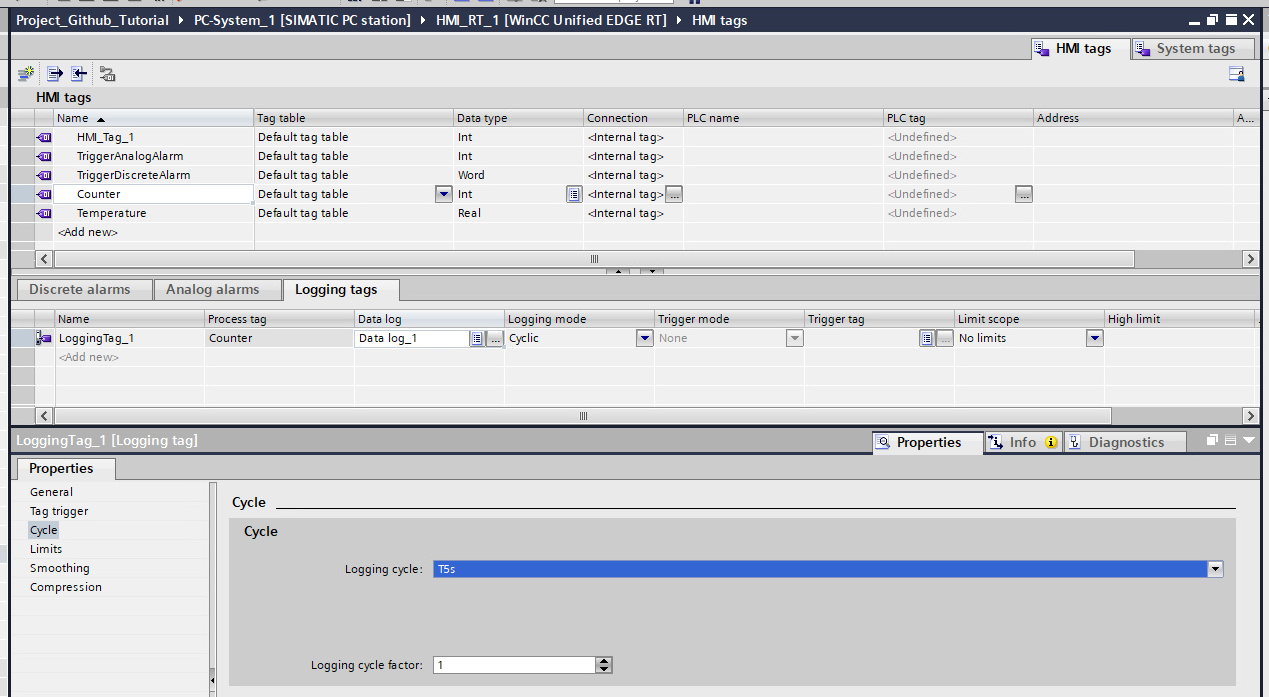 Project_Github_Tutorial ▸ PC-System_1 [SIMATIC PC station] ▸ HMI_RT_1 [WinCC Unified EDGE RT] ▸ HMI tags
HMI tags System tags
HMI tags
Name Tag table Data type Connection PLC name PLC tag Address A...
HMI_Tag_1 Default tag table Int <Internal tag> <Undefined>
TriggerAnalogAlarm Default tag table Int <Internal tag> <Undefined>
TriggerDiscreteAlarm Default tag table Word <Internal tag> <Undefined>
Counter Default tag table Int <Internal tag> ... <Undefined> ...
Temperature Default tag table Real <Internal tag> <Undefined>
<Add new>
Discrete alarms Analog alarms Logging tags
Name Process tag Data log Logging mode Trigger mode Trigger tag Limit scope High limit
LoggingTag_1 Counter Data log_1 ... Cyclic None ... No limits
<Add new>
LoggingTag_1 [Logging tag]
Properties Info Diagnostics
Properties
General
Tag trigger
Cycle
Limits
Smoothing
Compression
Cycle
Cycle
Logging cycle: T5s
Logging cycle factor: 1